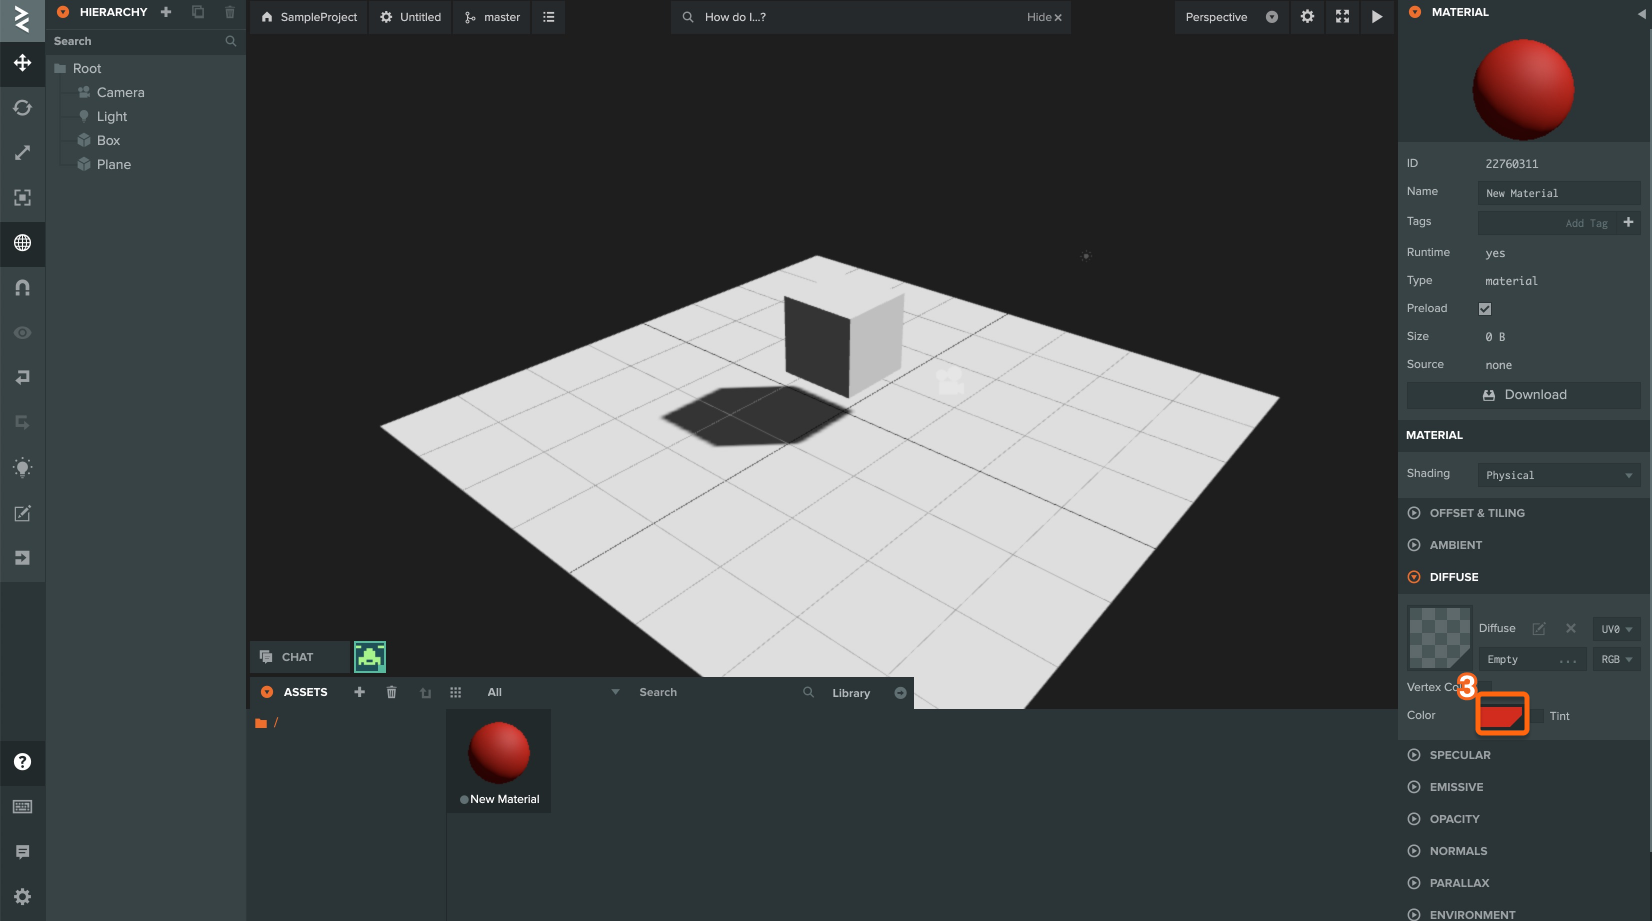 HIERARCHY
Search
Root
Camera
Light
Box
Plane
SampleProject
Untitled
master
How do I...?
Hide
Perspective
CHAT
ASSETS
All
Search
Library
/
New Material
MATERIAL
ID 22760311
Name New Material
Tags Add Tag
Runtime yes
Type material
Preload
Size 0 B
Source none
Download
MATERIAL
Shading Physical
OFFSET & TILING
AMBIENT
DIFFUSE
Diffuse UV0
Empty ... RGB
Vertex Co
3
Color Tint
SPECULAR
EMISSIVE
OPACITY
NORMALS
PARALLAX
ENVIRONMENT